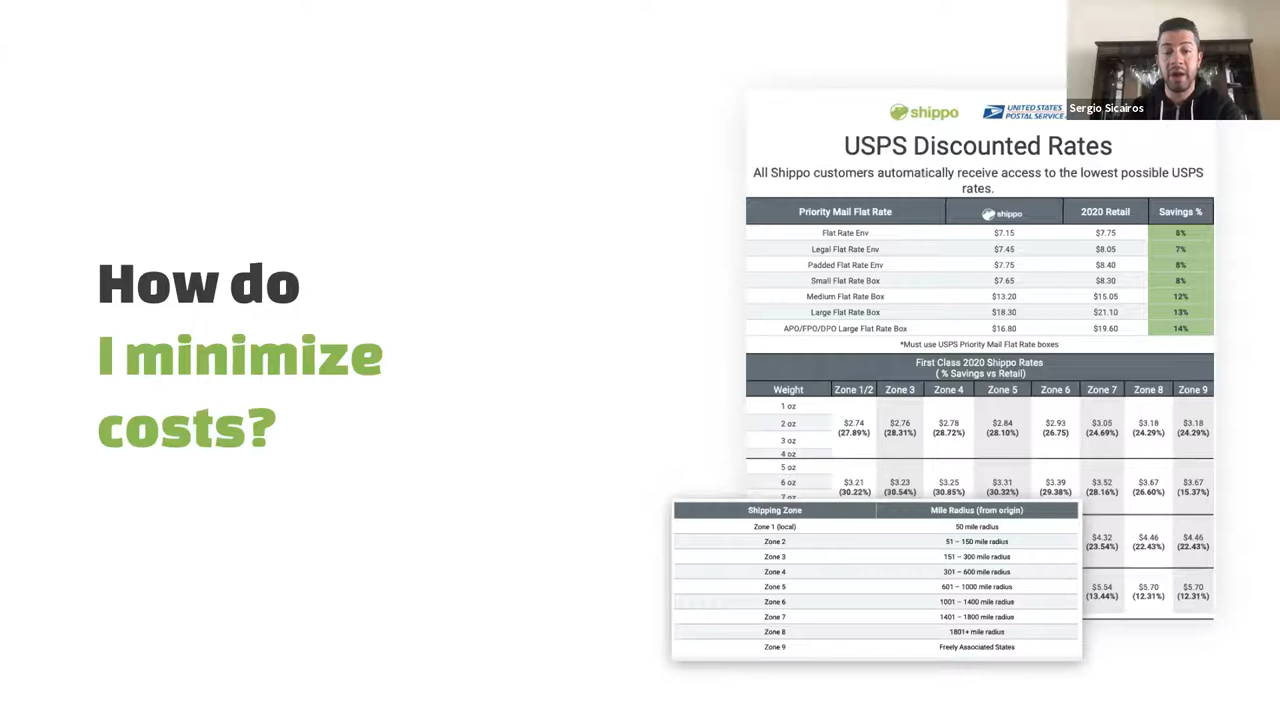 Sergio Sicairos
shippo UNITED STATES POSTAL SERVICE
USPS Discounted Rates
All Shippo customers automatically receive access to the lowest possible USPS
rates.
Priority Mail Flat Rate shippo 2020 Retail Savings %
Flat Rate Env $7.15 $7.75 8%
Legal Flat Rate Env $7.45 $8.05 7%
Padded Flat Rate Env $7.75 $8.40 8%
Small Flat Rate Box $7.65 $8.30 8%
Medium Flat Rate Box $13.20 $15.05 12%
Large Flat Rate Box $18.30 $21.10 13%
APO/FPO/DPO Large Flat Rate Box $16.80 $19.60 14%
*Must use USPS Priority Mail Flat Rate boxes
First Class 2020 Shippo Rates
( % Savings vs Retail)
Weight Zone 1/2 Zone 3 Zone 4 Zone 5 Zone 6 Zone 7 Zone 8 Zone 9
1 oz
2 oz $2.74 $2.76 $2.78 $2.84 $2.93 $3.05 $3.18 $3.18
(27.89%) (28.31%) (28.72%) (28.10%) (26.75) (24.69%) (24.29%) (24.29%)
3 oz
4 oz
5 oz
6 oz $3.21 $3.23 $3.25 $3.31 $3.39 $3.52 $3.67 $3.67
(30.22%) (30.54%) (30.85%) (30.32%) (29.38%) (28.16%) (26.60%) (15.37%)
7 oz
$4.32 $4.46 $4.46
(23.54%) (22.43%) (22.43%)
$5.54 $5.70 $5.70
(13.44%) (12.31%) (12.31%)
Shipping Zone Mile Radius (from origin)
Zone 1 (local) 50 mile radius
Zone 2 51 – 150 mile radius
Zone 3 151 – 300 mile radius
Zone 4 301 – 600 mile radius
Zone 5 601 – 1000 mile radius
Zone 6 1001 – 1400 mile radius
Zone 7 1401 – 1800 mile radius
Zone 8 1801+ mile radius
Zone 9 Freely Associated States
How do
I minimize
costs?